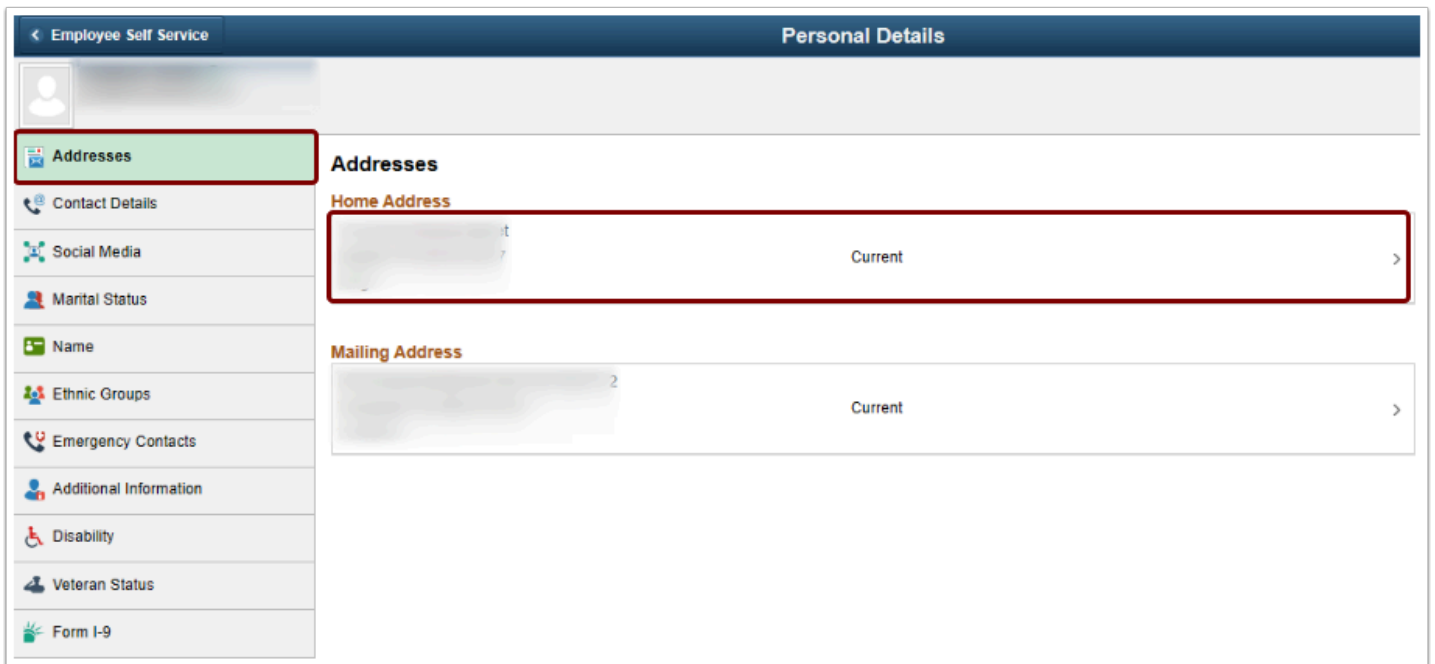 Employee Self Service
Personal Details
Addresses
Contact Details
Social Media
Marital Status
Name
Ethnic Groups
Emergency Contacts
Additional Information
Disability
Veteran Status
Form I-9
Addresses
Home Address
Current
Mailing Address
2
Current